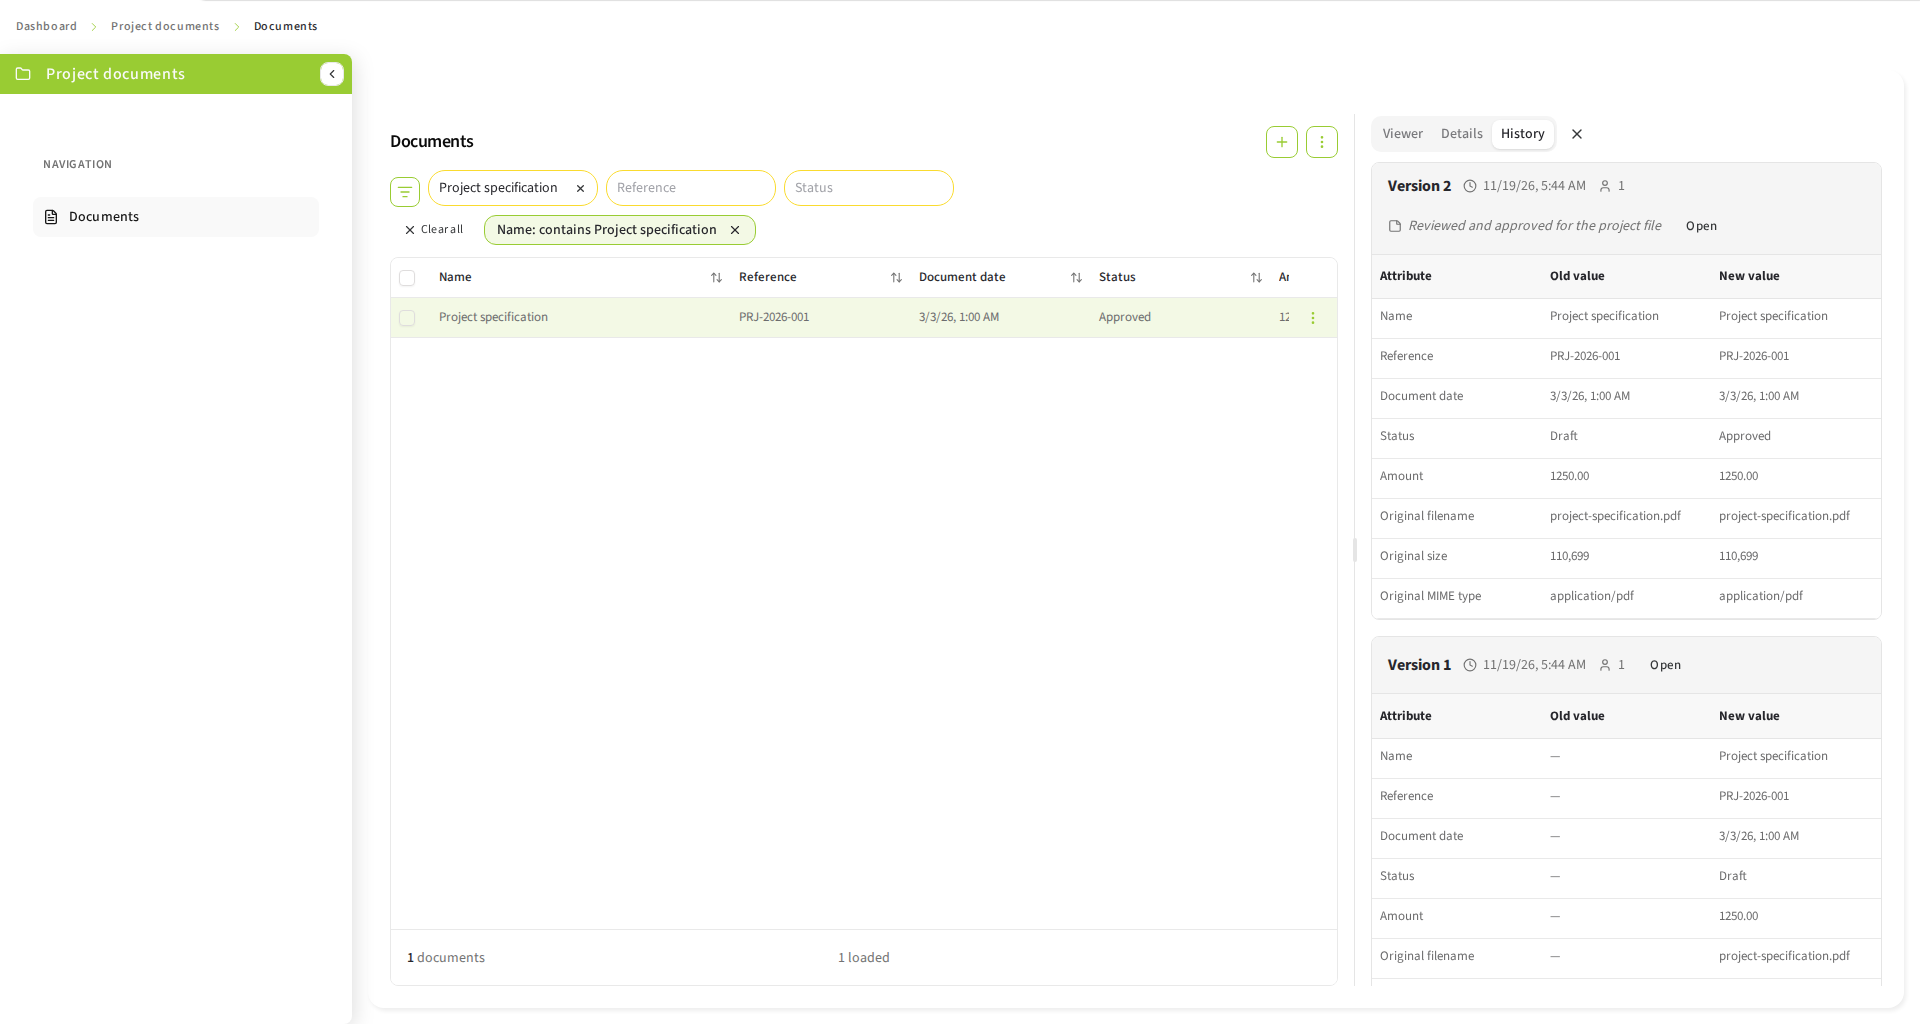 Dashboard Project documents Documents
Project documents
NAVIGATION
Documents
Documents
Project specification Reference Status
Clear all Name: contains Project specification
Name Reference Document date Status
Project specification PRJ-2026-001 3/3/26, 1:00 AM Approved 12
1 documents 1 loaded
Viewer Details History
Version 2 11/19/26, 5:44 AM 1
Reviewed and approved for the project file Open
Attribute Old value New value
Name Project specification Project specification
Reference PRJ-2026-001 PRJ-2026-001
Document date 3/3/26, 1:00 AM 3/3/26, 1:00 AM
Status Draft Approved
Amount 1250.00 1250.00
Original filename project-specification.pdf project-specification.pdf
Original size 110,699 110,699
Original MIME type application/pdf application/pdf
Version 1 11/19/26, 5:44 AM 1 Open
Attribute Old value New value
Name — Project specification
Reference — PRJ-2026-001
Document date — 3/3/26, 1:00 AM
Status — Draft
Amount — 1250.00
Original filename — project-specification.pdf